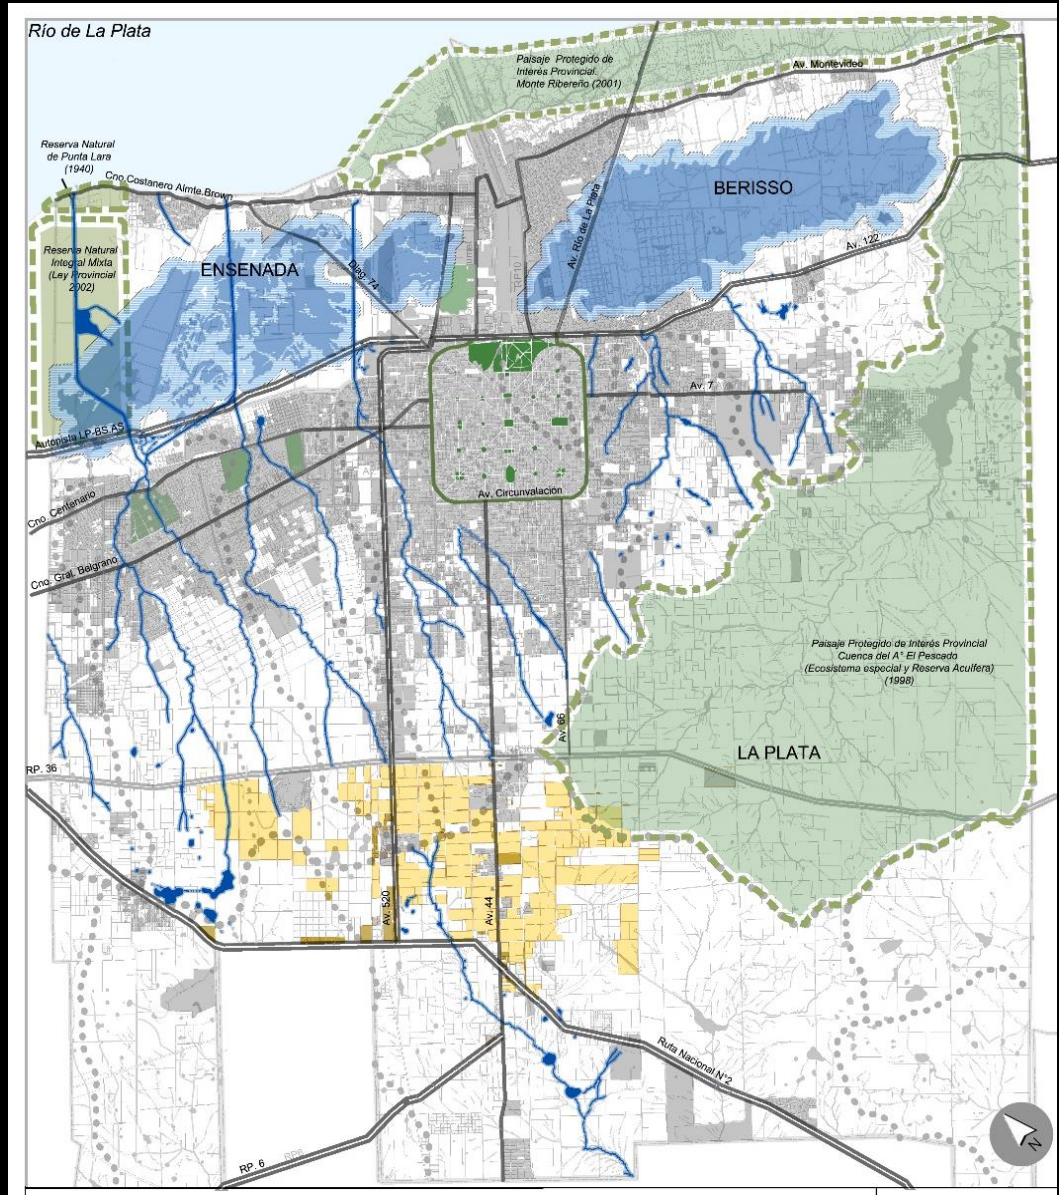 Río de La Plata
Paisaje Protegido de
Interés Provincial.
Monte Ribereño (2001)
Av. Montevideo
Reserva Natural
de Punta Lara
(1940)
Cno.Costanero Almte.Brown
BERISSO
Av. Río de La Plata
Reserva Natural
Integral Mixta
(Ley Provincial
2002)
ENSENADA
Diag. 74
TRP10
Av. 122
Av. 7
Autopista LP-BS.AS
Av. Circunvalación
Cno. Centenario
Cno. Gral. Belgrano
Paisaje Protegido de Interés Provincial
Cuenca del A° El Pescado
(Ecosistema especial y Reserva Acuífera)
(1998)
Av. 66
LA PLATA
RP. 36
Av. 520
Av. 44
Ruta Nacional N°2
RP. 6
RP6
N